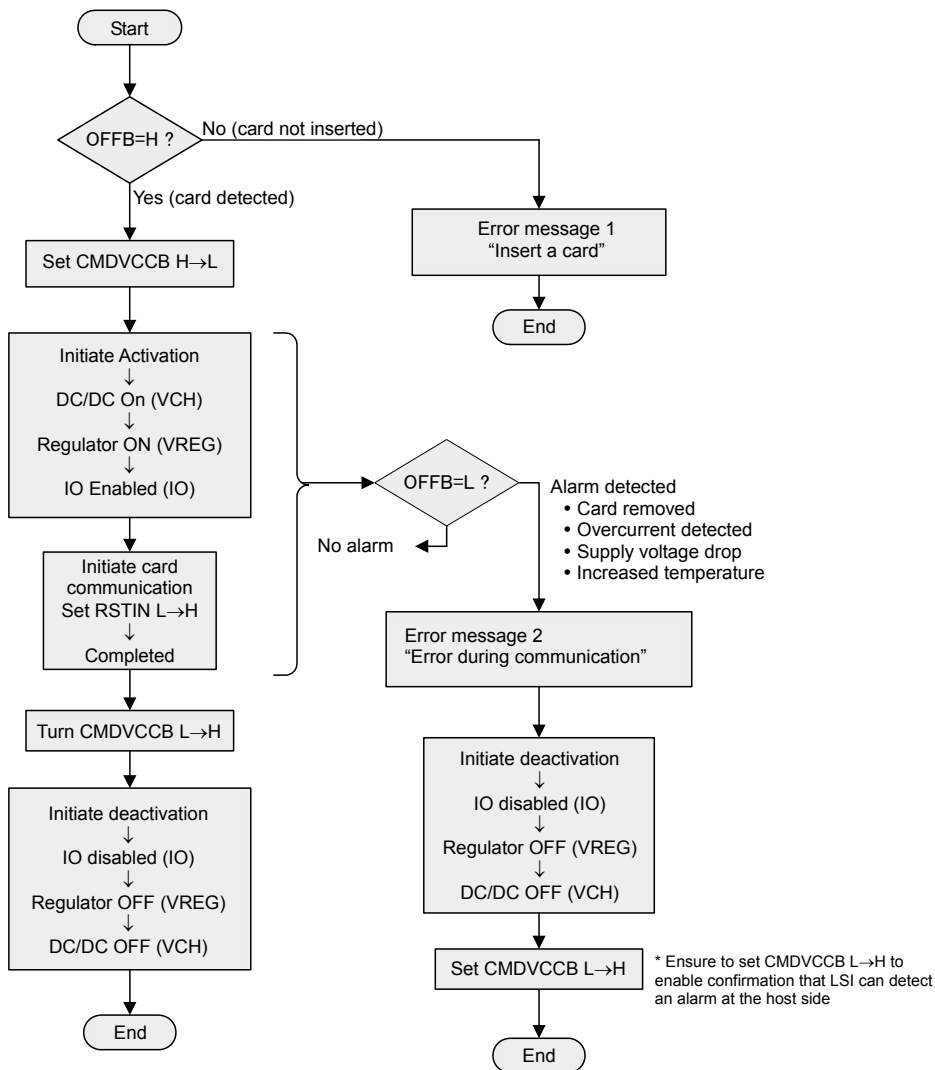 Start
OFFB=H ?
No (card not inserted)
Yes (card detected)
Error message 1
“Insert a card”
End
Set CMDVCCB H→L
Initiate Activation
↓
DC/DC On (VCH)
↓
Regulator ON (VREG)
↓
IO Enabled (IO)
Initiate card
communication
Set RSTIN L→H
↓
Completed
Turn CMDVCCB L→H
Initiate deactivation
↓
IO disabled (IO)
↓
Regulator OFF (VREG)
↓
DC/DC OFF (VCH)
End
OFFB=L ?
No alarm
Alarm detected
• Card removed
• Overcurrent detected
• Supply voltage drop
• Increased temperature
Error message 2
“Error during communication”
Initiate deactivation
↓
IO disabled (IO)
↓
Regulator OFF (VREG)
↓
DC/DC OFF (VCH)
Set CMDVCCB L→H
* Ensure to set CMDVCCB L→H to
enable confirmation that LSI can detect
an alarm at the host side
End